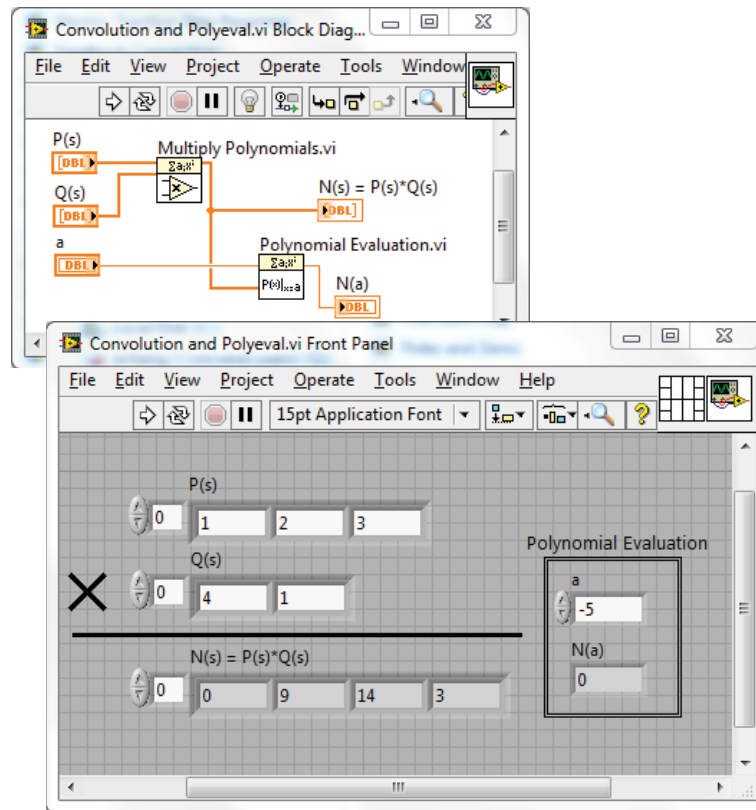 Convolution and Polyeval.vi Block Diag...
File Edit View Project Operate Tools Window
P(s)
[DBL]
Multiply Polynomials.vi
Σaᵢxⁱ
Q(s)
[DBL]
N(s) = P(s)*Q(s)
DBL]
a
DBL
Polynomial Evaluation.vi
Σaᵢxⁱ
P(x)|x=a
N(a)
DBL
Convolution and Polyeval.vi Front Panel
File Edit View Project Operate Tools Window Help
15pt Application Font
P(s)
0 1 2 3
Q(s)
0 4 1
N(s) = P(s)*Q(s)
0 0 9 14 3
Polynomial Evaluation
a
-5
N(a)
0